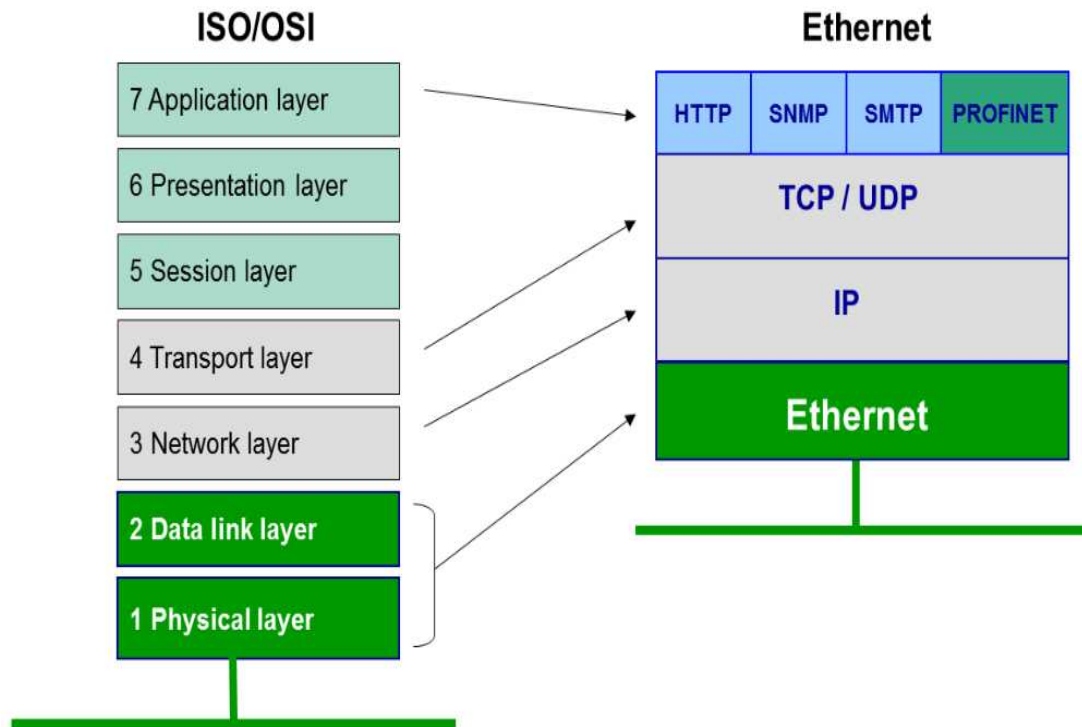 ISO/OSI
7 Application layer
6 Presentation layer
5 Session layer
4 Transport layer
3 Network layer
2 Data link layer
1 Physical layer
Ethernet
HTTP SNMP SMTP PROFINET
TCP / UDP
IP
Ethernet